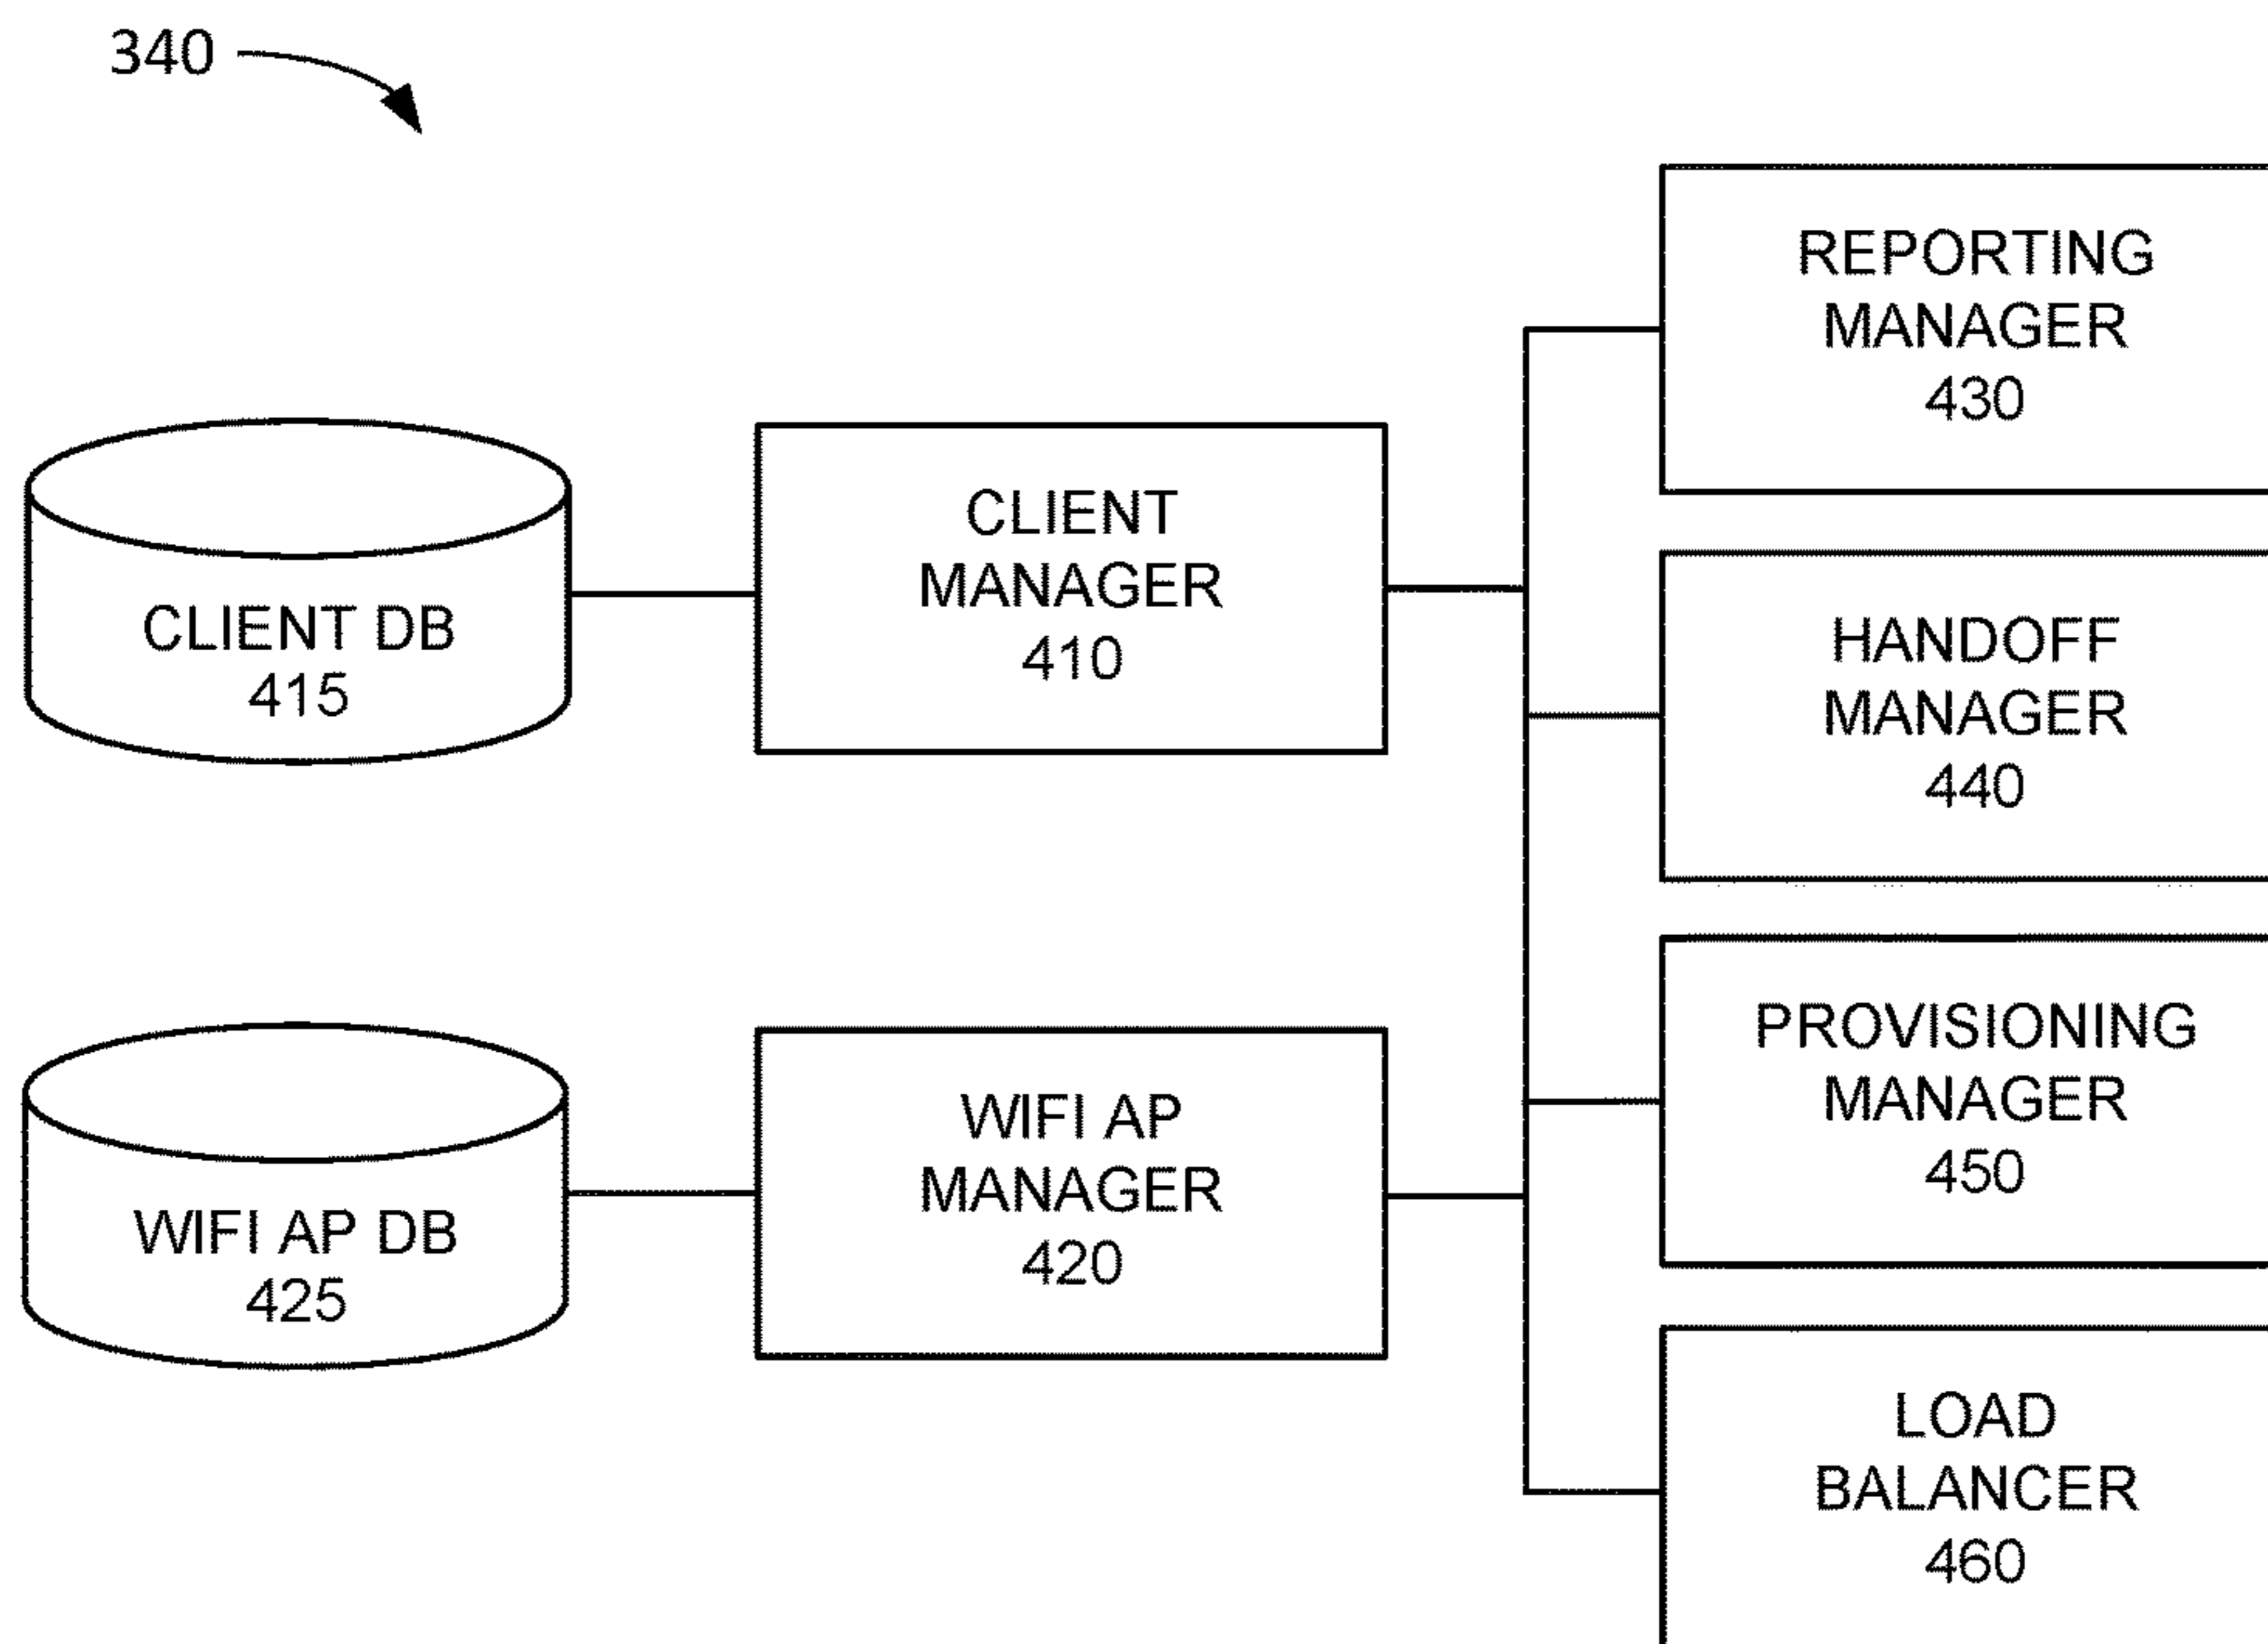 340
REPORTING
MANAGER
430
CLIENT
MANAGER
410
HANDOFF
MANAGER
440
CLIENT DB
415
PROVISIONING
MANAGER
450
WIFI AP
MANAGER
420
WIFI AP DB
425
LOAD
BALANCER
460